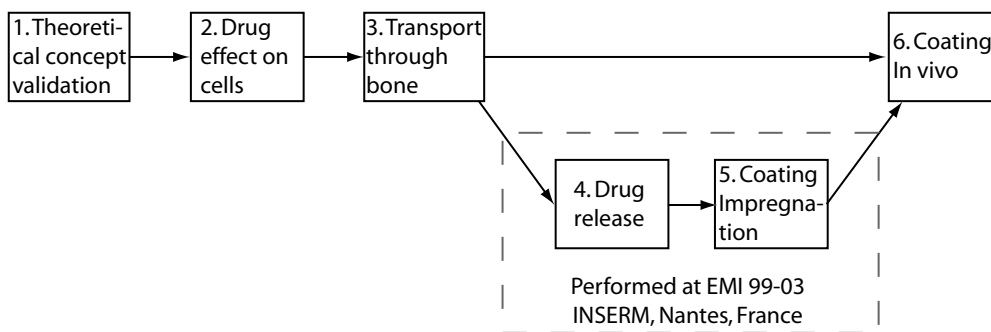 1. Theoreti-
cal concept
validation
2. Drug
effect on
cells
3. Transport
through
bone
6. Coating
In vivo
4. Drug
release
5. Coating
Impregna-
tion
Performed at EMI 99-03
INSERM, Nantes, France